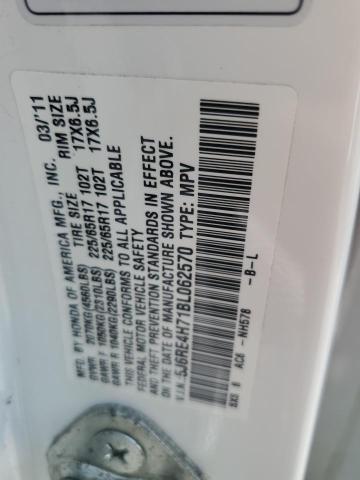 MFD. BY HONDA OF AMERICA MFG., INC. 03/'11
TIRE SIZE RIM SIZE
GVWR 2070KG(4560LBS)
GAWR F 1050KG(2310LBS) 225/65R17 102T 17X6.5J
GAWR R 1040KG(2290LBS) 225/65R17 102T 17X6.5J
THIS VEHICLE CONFORMS TO ALL APPLICABLE
FEDERAL MOTOR VEHICLE SAFETY
AND THEFT PREVENTION STANDARDS IN EFFECT
ON THE DATE OF MANUFACTURE SHOWN ABOVE.
V.I.N. 5J6RE4H71BL062570 TYPE: MPV
SXS AC6 NH578 -B-L